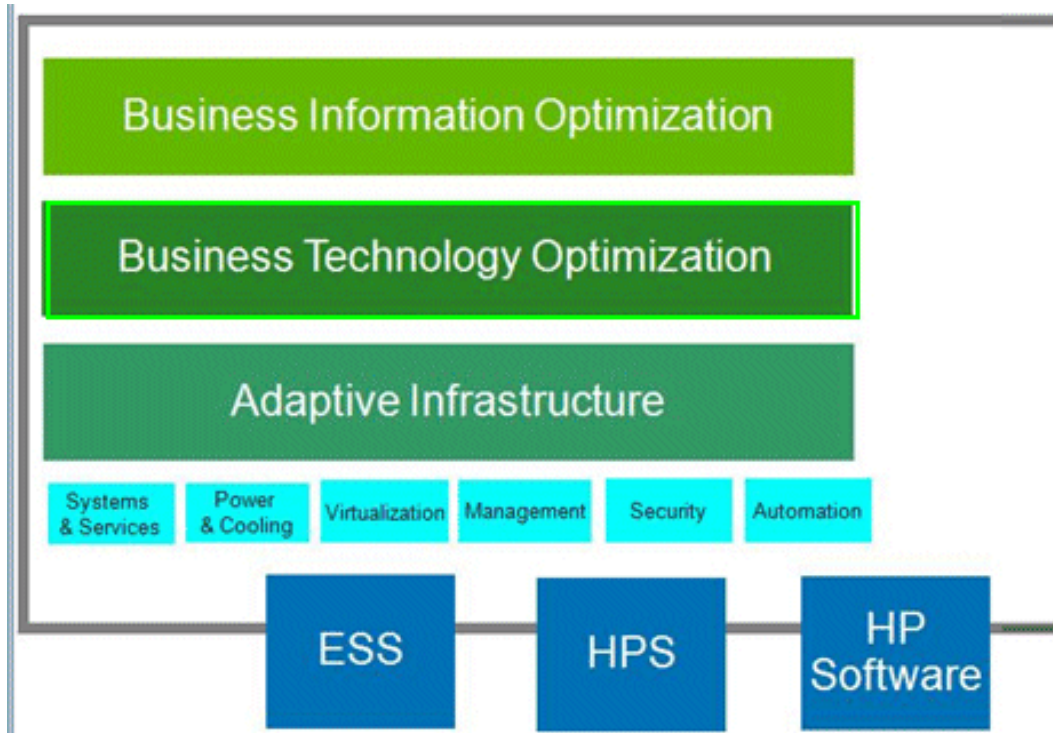 Business Information Optimization
Business Technology Optimization
Adaptive Infrastructure
Systems
& Services
Power
& Cooling
Virtualization
Management
Security
Automation
ESS
HPS
HP
Software